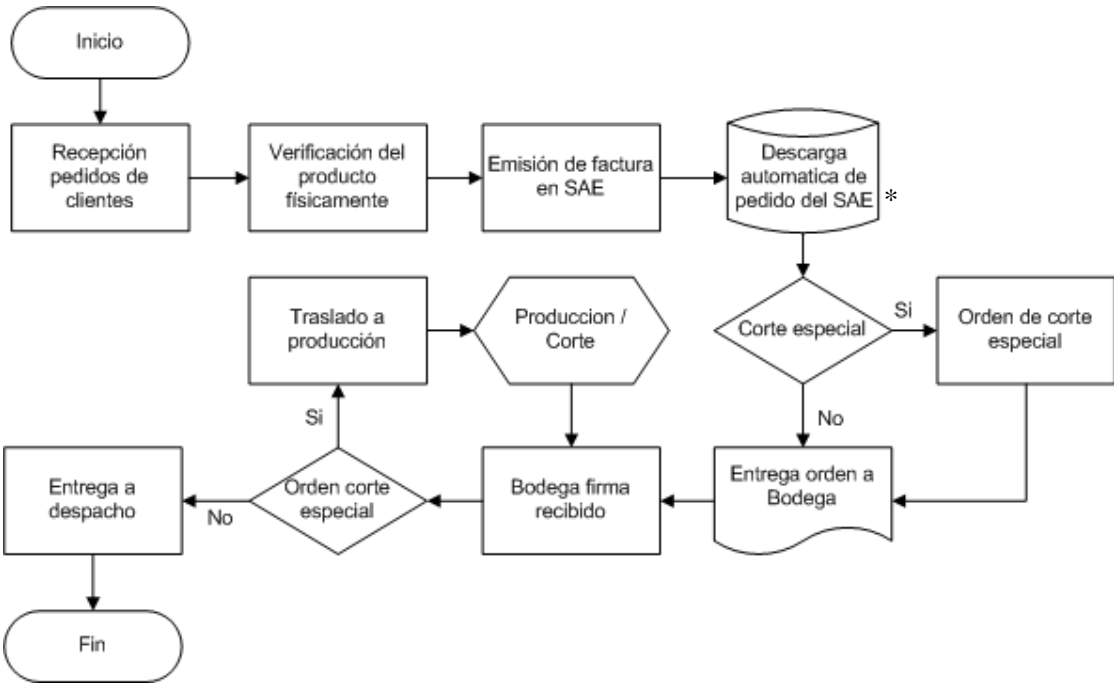 Inicio
Recepción
pedidos de
clientes
Verificación del
producto
físicamente
Emisión de factura
en SAE
Descarga
automatica de
pedido del SAE *
Traslado a
producción
Produccion /
Corte
Corte especial
Si
Orden de corte
especial
Si
No
Entrega a
despacho
No
Orden corte
especial
Bodega firma
recibido
Entrega orden a
Bodega
Fin